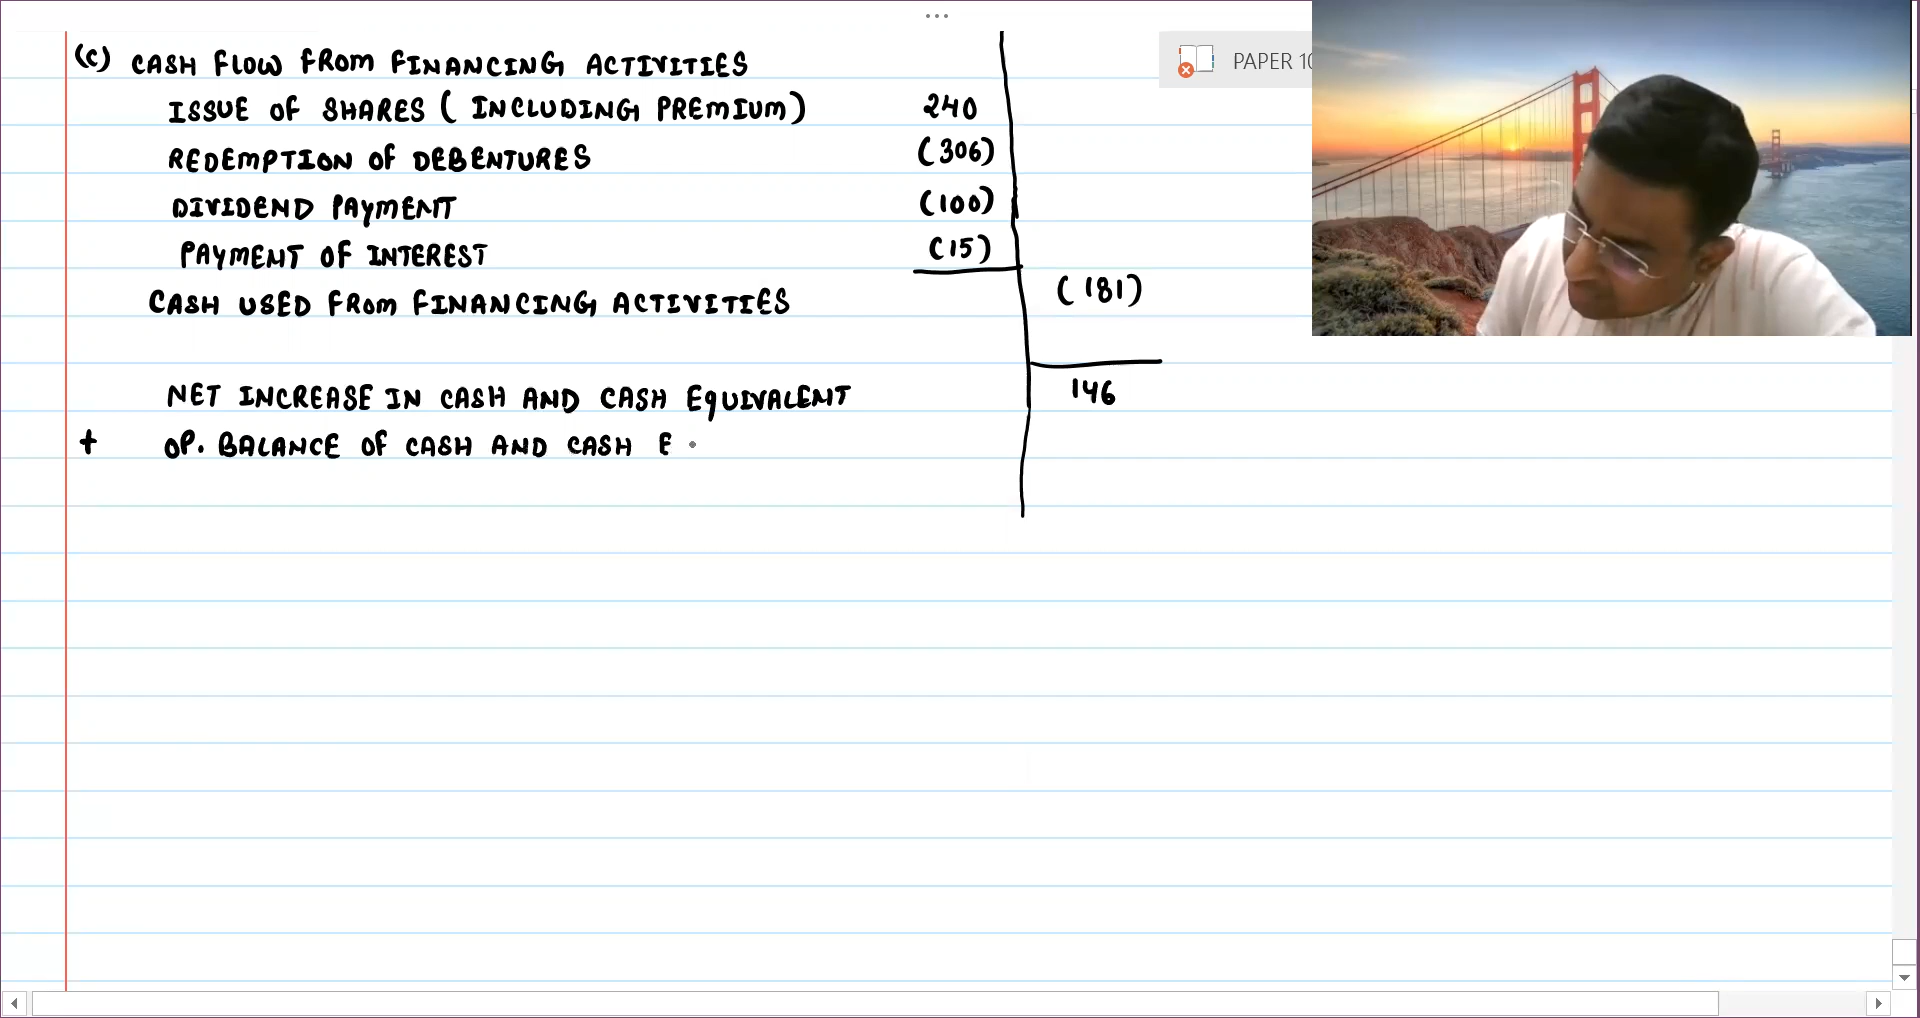 (C) CASH FLOW FROM FINANCING ACTIVITIES
ISSUE OF SHARES ( INCLUDING PREMIUM) 240
REDEMPTION OF DEBENTURES (306)
DIVIDEND PAYMENT (100)
PAYMENT OF INTEREST (15)
CASH USED FROM FINANCING ACTIVITIES (181)
NET INCREASE IN CASH AND CASH EQUIVALENT 146
+ OP. BALANCE OF CASH AND CASH E
PAPER 10